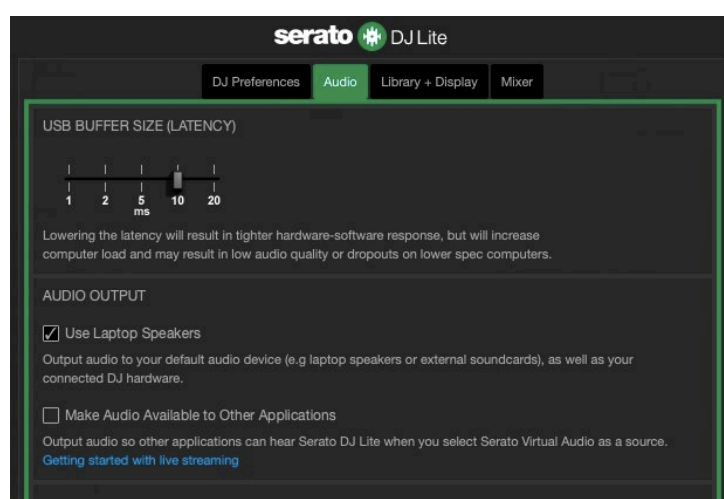 serato DJ Lite
DJ Preferences Audio Library + Display Mixer
USB BUFFER SIZE (LATENCY)
1 2 5 10 20
ms
Lowering the latency will result in tighter hardware-software response, but will increase
computer load and may result in low audio quality or dropouts on lower spec computers.
AUDIO OUTPUT
Use Laptop Speakers
Output audio to your default audio device (e.g laptop speakers or external soundcards), as well as your
connected DJ hardware.
Make Audio Available to Other Applications
Output audio so other applications can hear Serato DJ Lite when you select Serato Virtual Audio as a source.
Getting started with live streaming